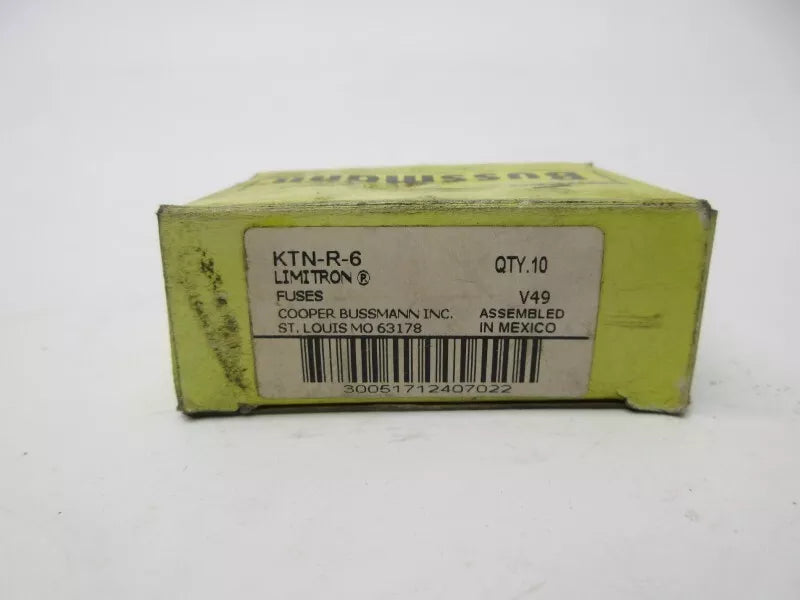 Bussmann
KTN-R-6 QTY.10
LIMITRON ®
FUSES V49
COOPER BUSSMANN INC. ASSEMBLED
ST. LOUIS MO 63178 IN MEXICO
30051712407022